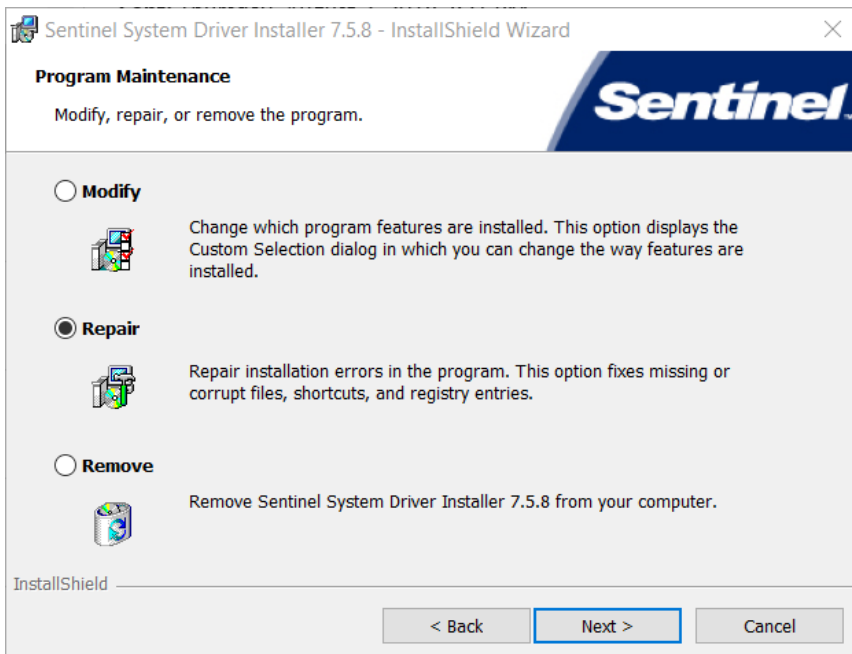 Sentinel System Driver Installer 7.5.8 - InstallShield Wizard
Program Maintenance
Modify, repair, or remove the program.
Sentinel
Modify
Change which program features are installed. This option displays the
Custom Selection dialog in which you can change the way features are
installed.
Repair
Repair installation errors in the program. This option fixes missing or
corrupt files, shortcuts, and registry entries.
Remove
Remove Sentinel System Driver Installer 7.5.8 from your computer.
InstallShield
< Back
Next >
Cancel